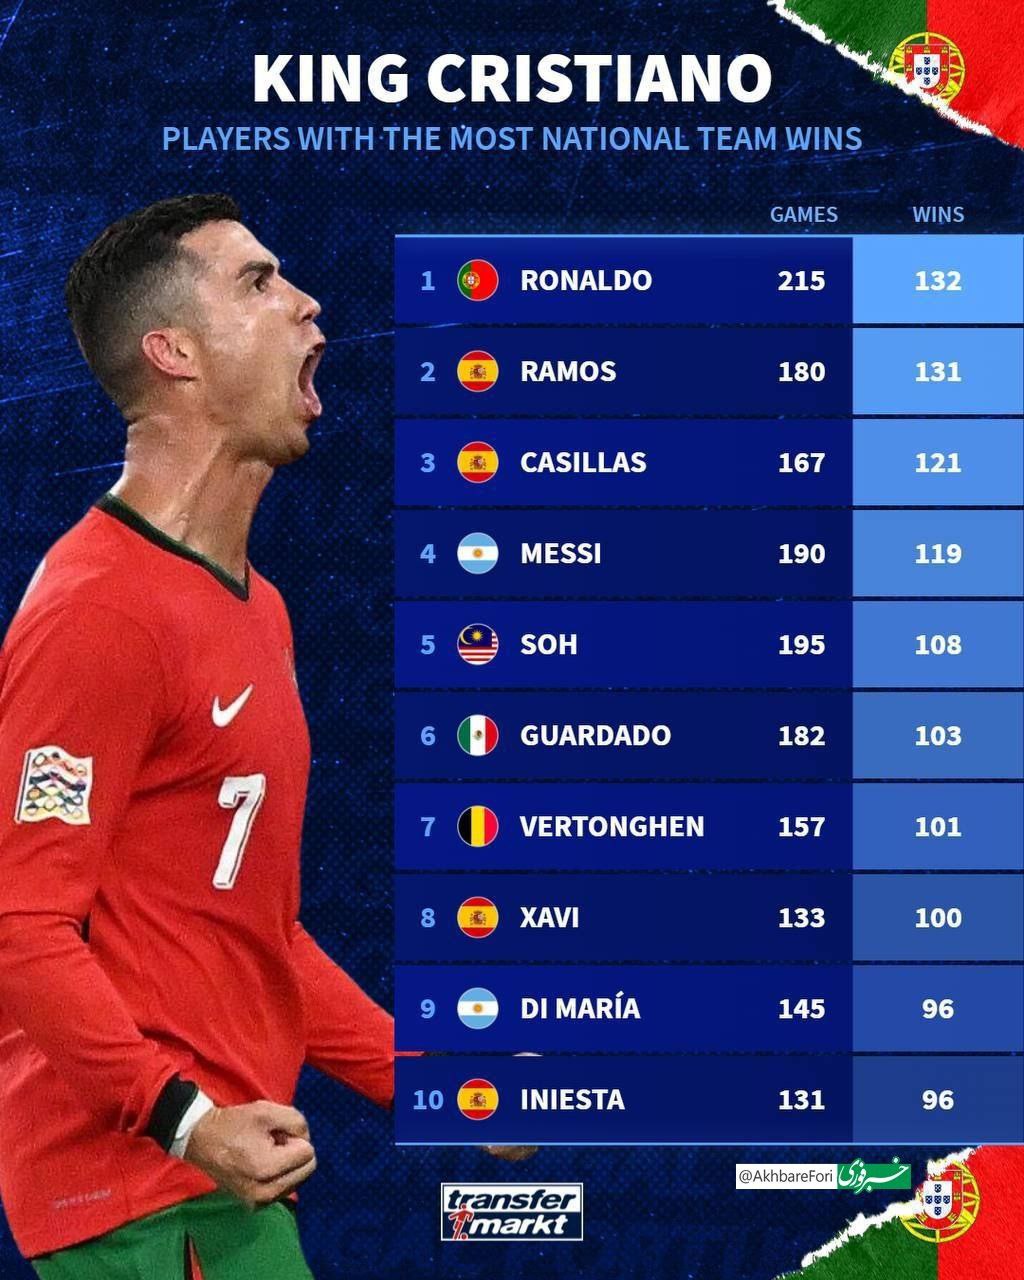 KING CRISTIANO
PLAYERS WITH THE MOST NATIONAL TEAM WINS
GAMES WINS
1 RONALDO 215 132
2 RAMOS 180 131
3 CASILLAS 167 121
4 MESSI 190 119
5 SOH 195 108
6 GUARDADO 182 103
7 VERTONGHEN 157 101
8 XAVI 133 100
9 DI MARÍA 145 96
10 INIESTA 131 96
7
@AkhbareFori خبرفوری
transfer
markt